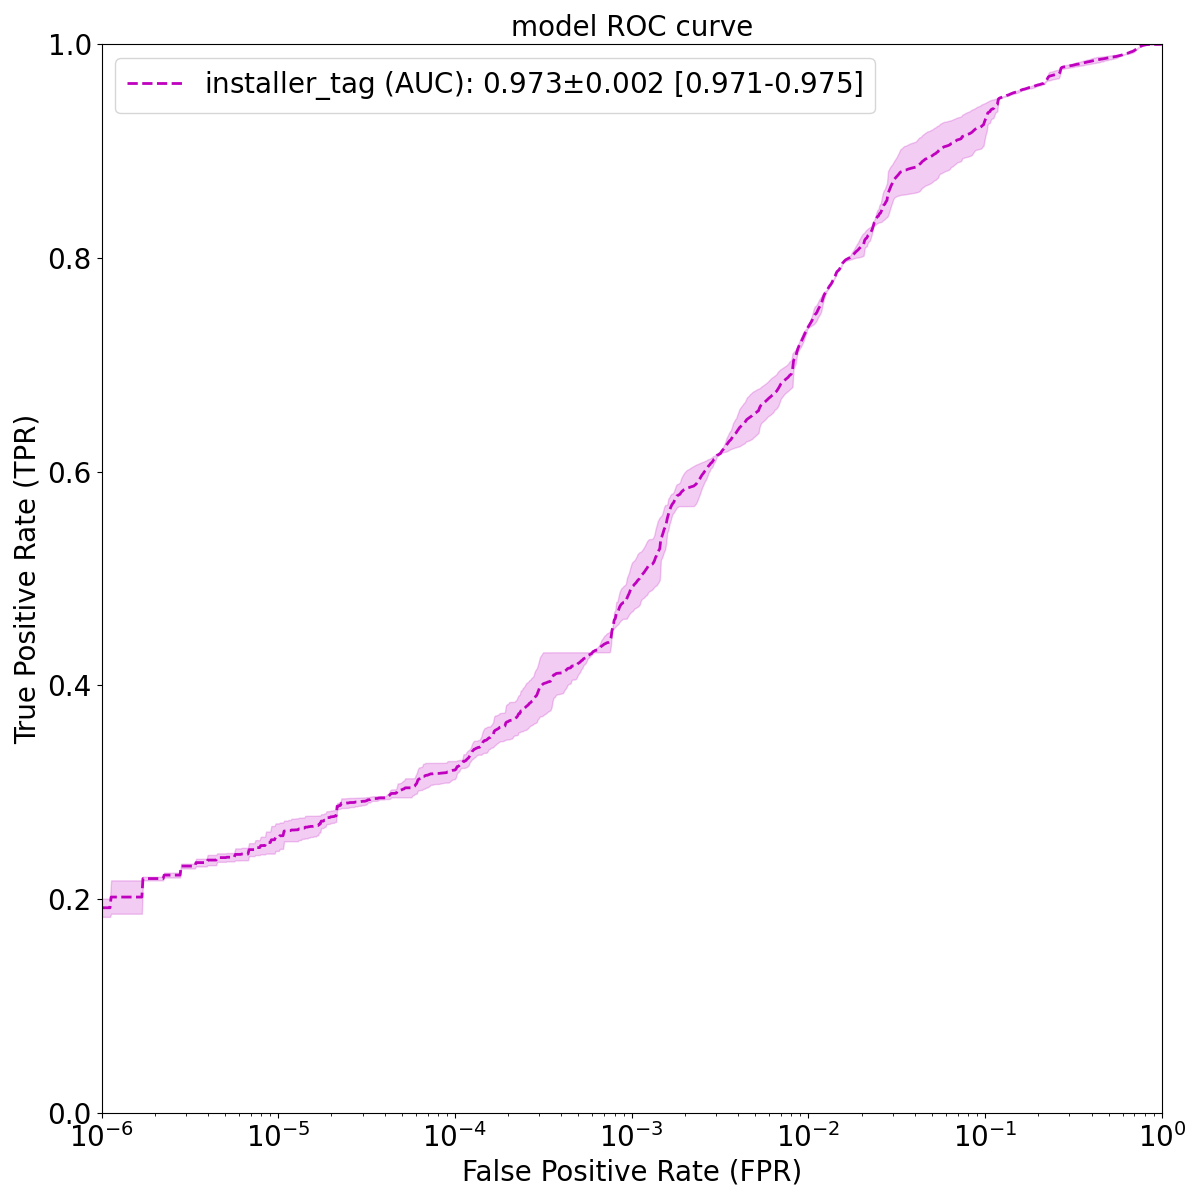 model ROC curve
installer_tag (AUC): 0.973±0.002 [0.971-0.975]
1.0
0.8
0.6
0.4
0.2
0.0
True Positive Rate (TPR)
10⁻⁶ 10⁻⁵ 10⁻⁴ 10⁻³ 10⁻² 10⁻¹ 10⁰
False Positive Rate (FPR)